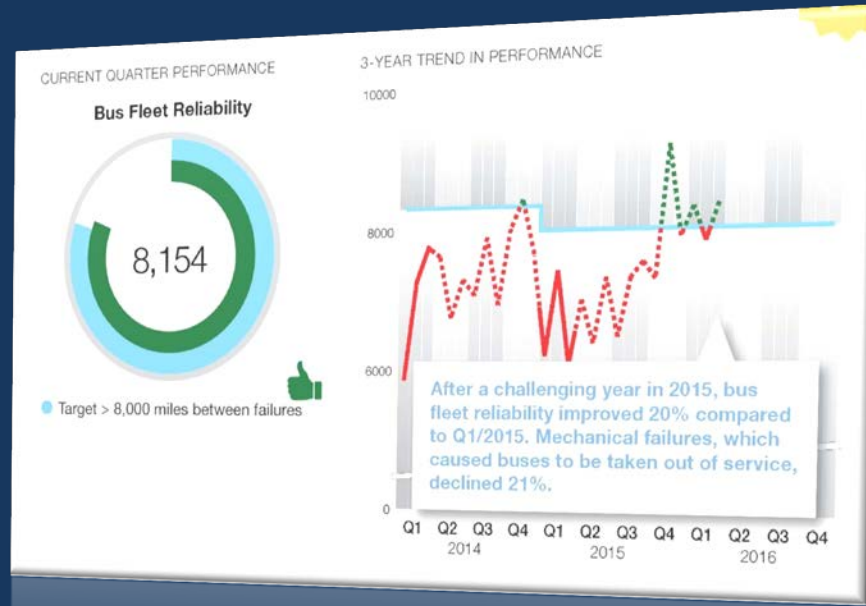 CURRENT QUARTER PERFORMANCE
Bus Fleet Reliability
8,154
Target > 8,000 miles between failures
3-YEAR TREND IN PERFORMANCE
10000
8000
6000
0
After a challenging year in 2015, bus
fleet reliability improved 20% compared
to Q1/2015. Mechanical failures, which
caused buses to be taken out of service,
declined 21%.
Q1 Q2 Q3 Q4 Q1 Q2 Q3 Q4 Q1 Q2 Q3 Q4
2014 2015 2016